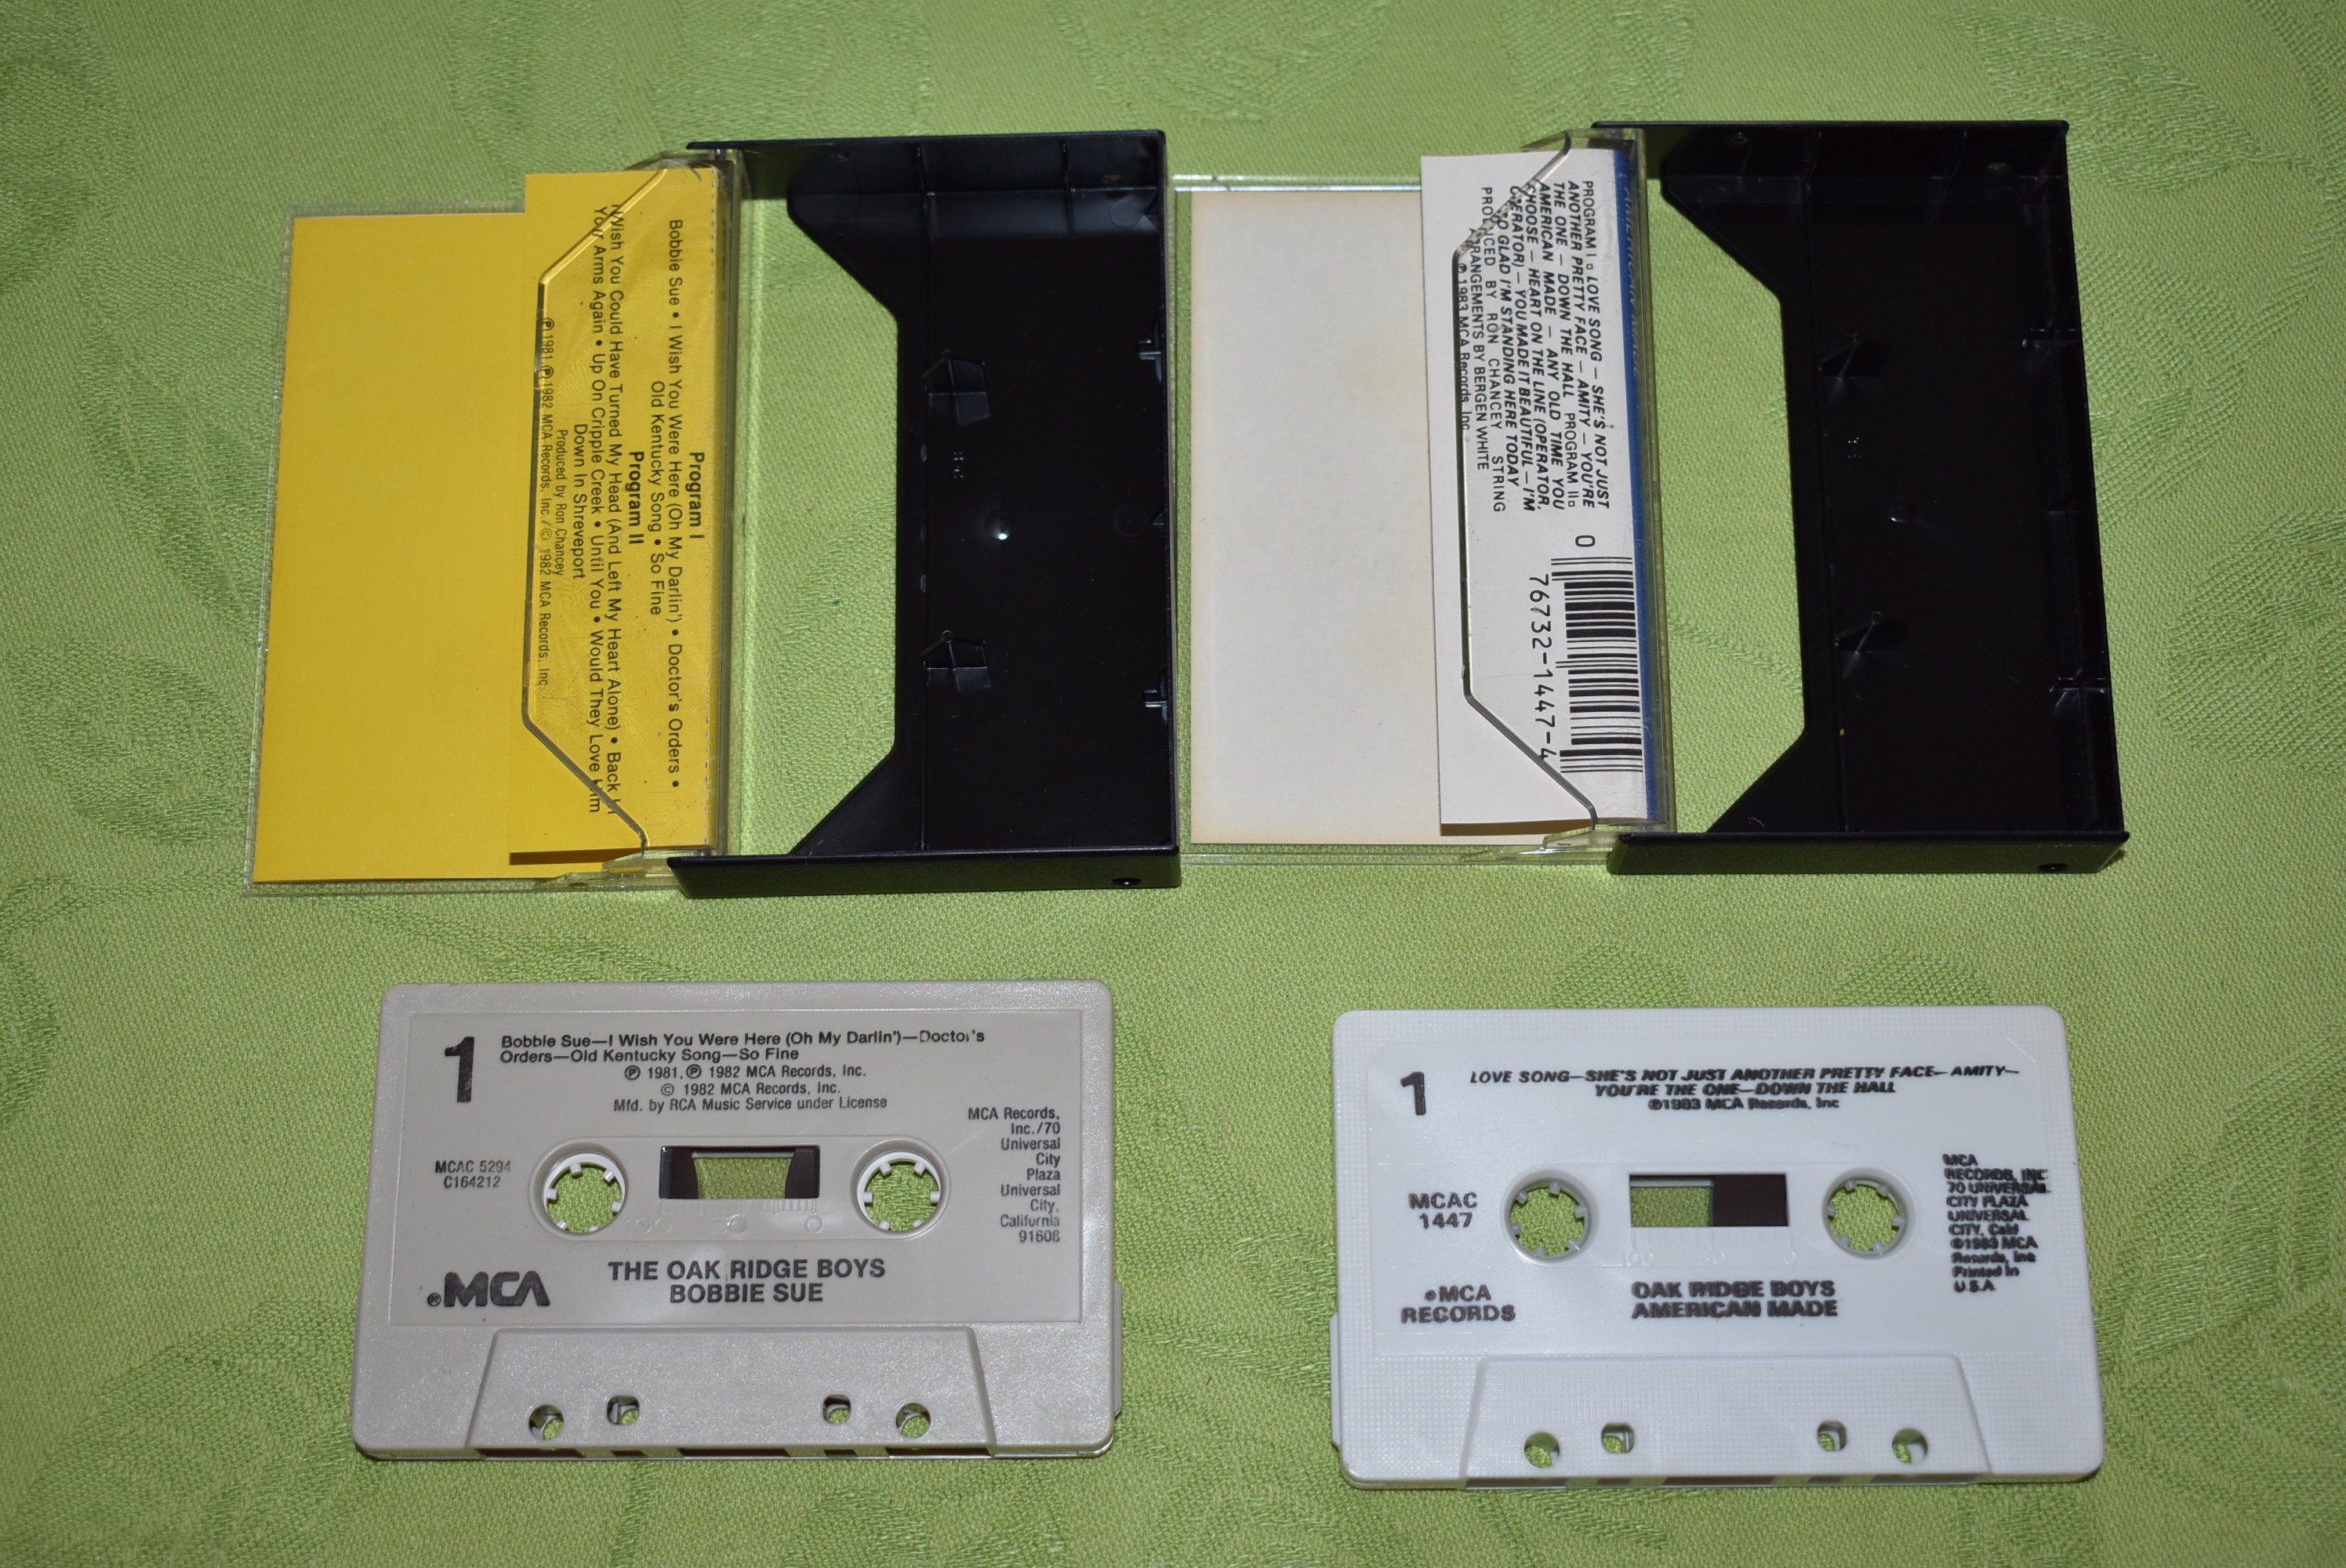 Program I
Bobbie Sue • I Wish You Were Here (Oh My Darlin') • Doctor's Orders •
Old Kentucky Song • So Fine
Program II
I Wish You Could Have Turned My Head (And Left My Heart Alone) • Back In
Your Arms Again • Up On Cripple Creek • Until You • Would They Love Him
Down In Shreveport
Produced by Ron Chancey
℗1981,℗1982 MCA Records, Inc./© 1982 MCA Records, Inc.
PROGRAM I▫ LOVE SONG – SHE'S NOT JUST
ANOTHER PRETTY FACE – AMITY – YOU'RE
THE ONE – DOWN THE HALL PROGRAM II▫
AMERICAN MADE – ANY OLD TIME YOU
CHOOSE – HEART ON THE LINE (OPERATOR,
OPERATOR) – YOU MADE IT BEAUTIFUL – I'M
SO GLAD I'M STANDING HERE TODAY
PRODUCED BY RON CHANCEY STRING
ARRANGEMENTS BY BERGEN WHITE
℗1983 MCA Records, Inc.
0 76732-1447-4
1
Bobbie Sue—I Wish You Were Here (Oh My Darlin')—Doctor's
Orders—Old Kentucky Song—So Fine
℗ 1981, ℗ 1982 MCA Records, Inc.
© 1982 MCA Records, Inc.
Mfd. by RCA Music Service under License
MCAC 5294
C164212
MCA Records,
Inc./70
Universal
City
Plaza
Universal
City,
California
91608
®MCA
THE OAK RIDGE BOYS
BOBBIE SUE
1
LOVE SONG—SHE'S NOT JUST ANOTHER PRETTY FACE—AMITY—
YOU'RE THE ONE—DOWN THE HALL
©1983 MCA Records, Inc
MCAC
1447
MCA
RECORDS, INC
70 UNIVERSAL
CITY PLAZA
UNIVERSAL
CITY, Calif
©1983 MCA
Records, Inc
Printed in
U.S.A
MCA
RECORDS
OAK RIDGE BOYS
AMERICAN MADE